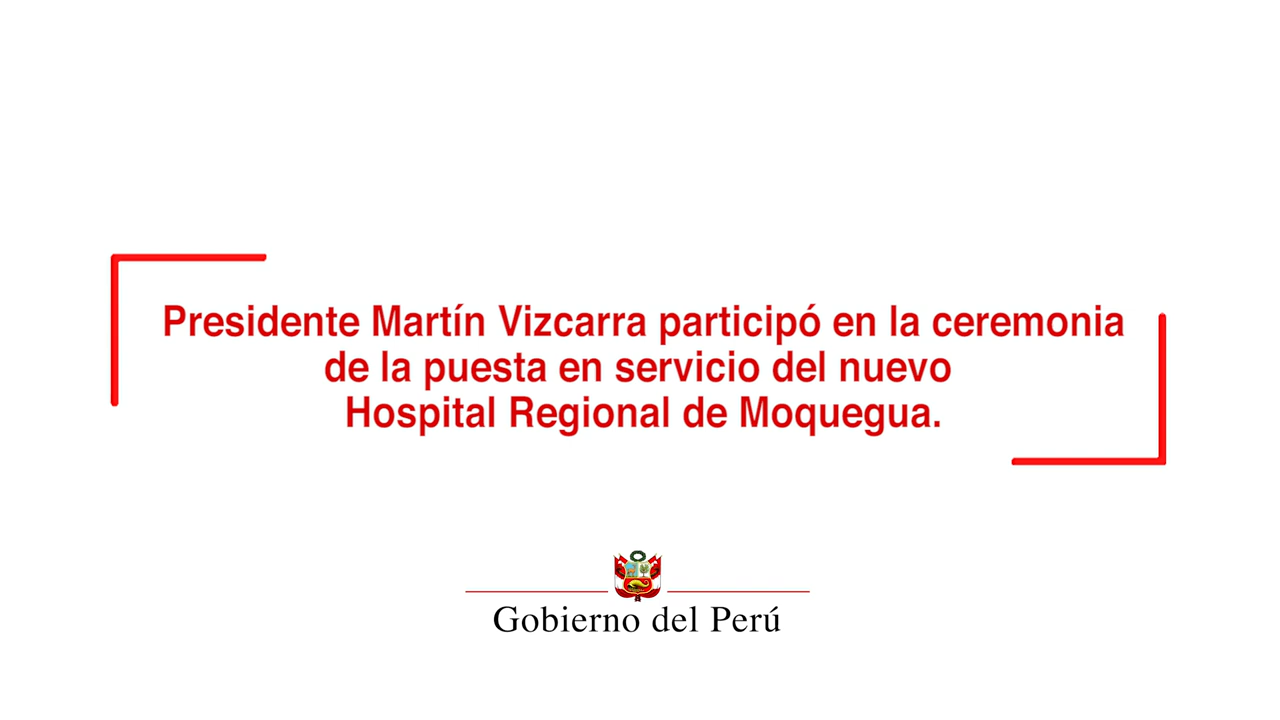 Presidente Martín Vizcarra participó en la ceremonia
de la puesta en servicio del nuevo
Hospital Regional de Moquegua.
Gobierno del Perú